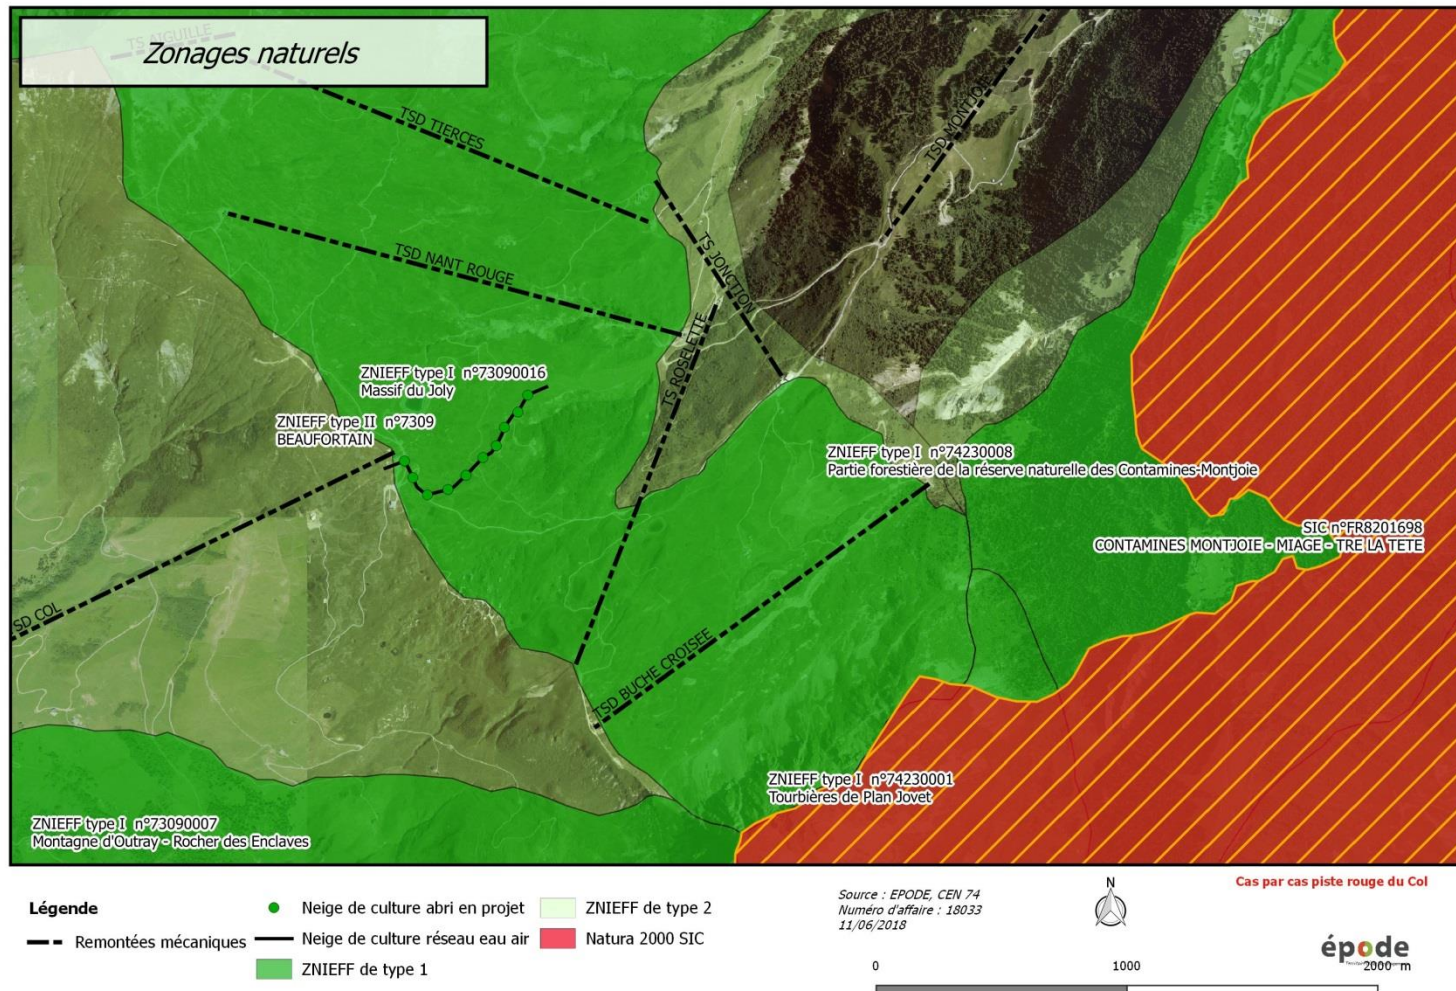 Zonages naturels
TS AIGUILLE
TSD TIERCES
TSD MONTJOIE
TSD NANT ROUGE
TS JONCTION
TS ROSELETTE
ZNIEFF type I n°73090016
Massif du Joly
ZNIEFF type II n°7309
BEAUFORTAIN
ZNIEFF type I n°74230008
Partie forestière de la réserve naturelle des Contamines-Montjoie
SIC n°FR8201698
CONTAMINES MONTJOIE - MIAGE - TRE LA TETE
SD COL
TSD BUCHE CROISEE
ZNIEFF type I n°74230001
Tourbières de Plan Jovet
ZNIEFF type I n°73090007
Montagne d'Outray - Rocher des Enclaves
Légende
Remontées mécaniques
Neige de culture abri en projet
Neige de culture réseau eau air
ZNIEFF de type 1
ZNIEFF de type 2
Natura 2000 SIC
Source : EPODE, CEN 74
Numéro d'affaire : 18033
11/06/2018
N
Cas par cas piste rouge du Col
épode
0 1000 2000 m